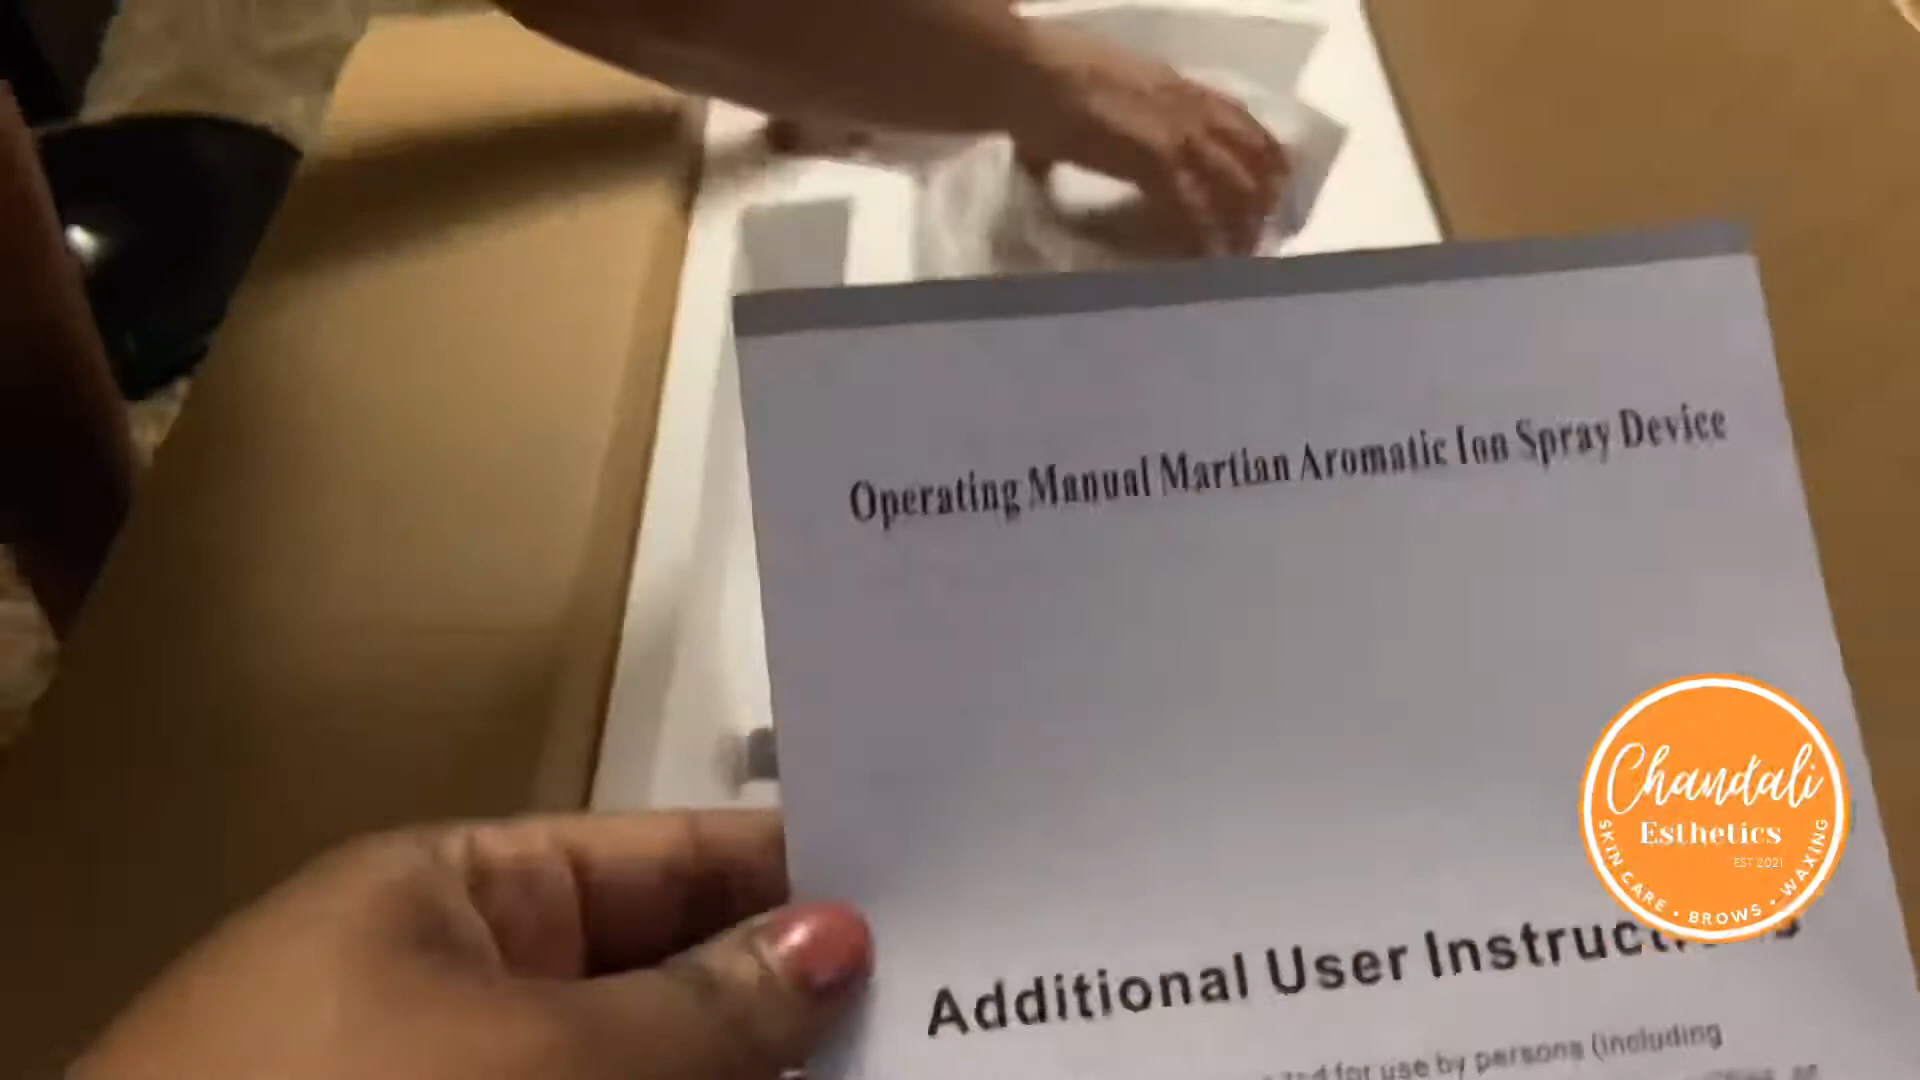 Operating Manual Martian Aromatic Ion Spray Device
Chandali
Esthetics
EST 2021
SKIN CARE • BROWS • WAXING
Additional User
for use by persons (including